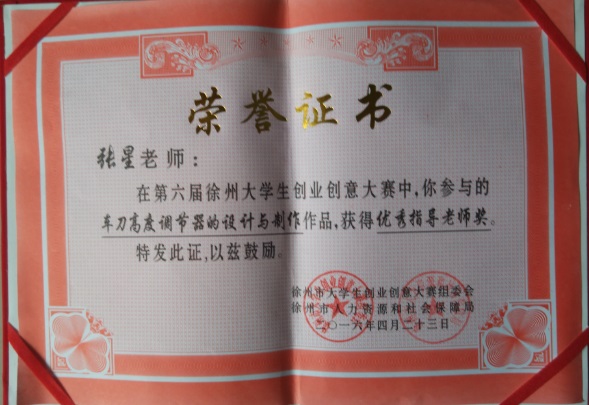 荣誉证书
张星老师：
在第六届徐州大学生创业创意大赛中,你参与的
车刀高度调节器的设计与制作作品,获得优秀指导老师奖。
特发此证,以兹鼓励。
徐州市大学生创业创意大赛组委会
徐州市人力资源和社会保障局
二〇一六年四月二十三日